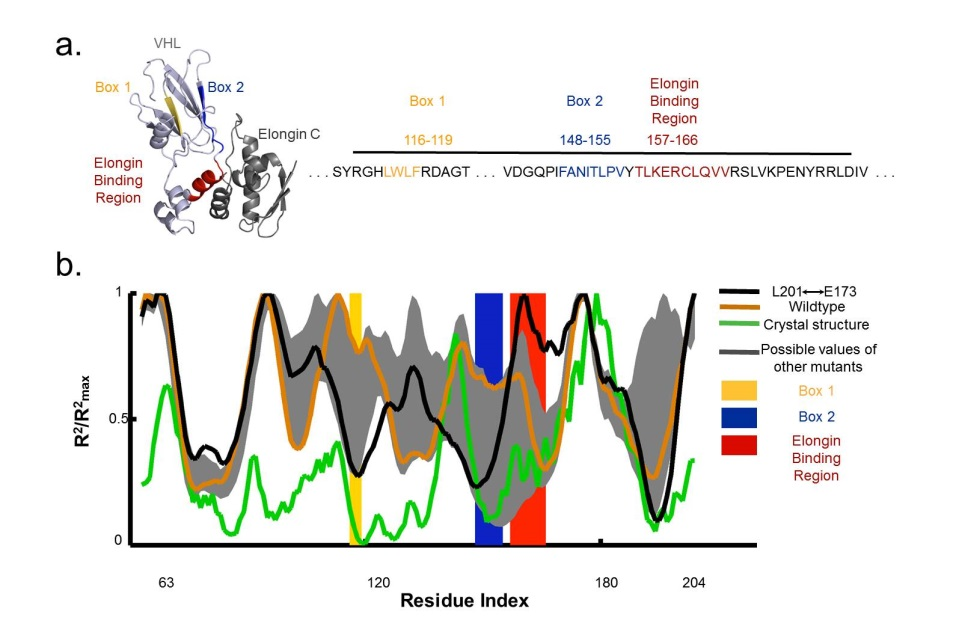 a.
VHL
Box 1
Box 2
Elongin C
Elongin
Binding
Region
Box 1
Box 2
Elongin
Binding
Region
116-119
148-155
157-166
...SYRGHLWLFRDAGT ... VDGQPIFANITLPVYTLKERCLQVVRSLVKPENYRRLDIV ...
b.
1
0.5
0
R²/R²max
63
120
180
204
Residue Index
L201↔E173
Wildtype
Crystal structure
Possible values of
other mutants
Box 1
Box 2
Elongin
Binding
Region